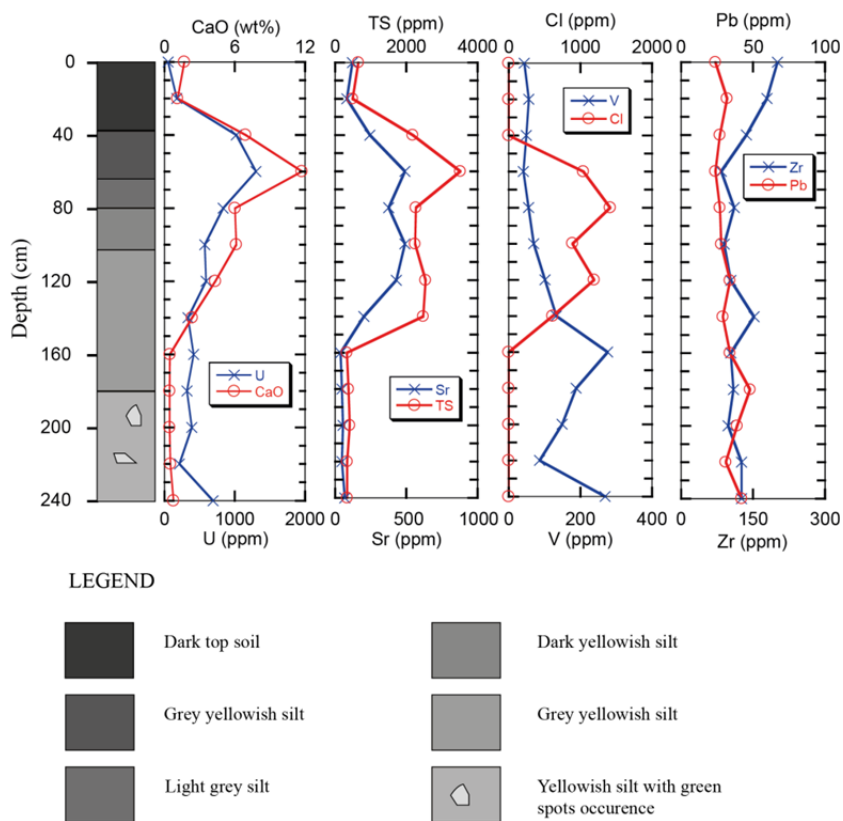 CaO (wt%) TS (ppm) Cl (ppm) Pb (ppm)
0 6 12 0 2000 4000 0 1000 2000 0 50 100
0
20
40
60
80
100
120
140
160
180
200
220
240
Depth (cm)
U
CaO
Sr
TS
V
Cl
Zr
Pb
0 1000 2000 0 500 1000 0 200 400 0 150 300
U (ppm) Sr (ppm) V (ppm) Zr (ppm)
LEGEND
Dark top soil
Dark yellowish silt
Grey yellowish silt
Grey yellowish silt
Light grey silt
Yellowish silt with green
spots occurence